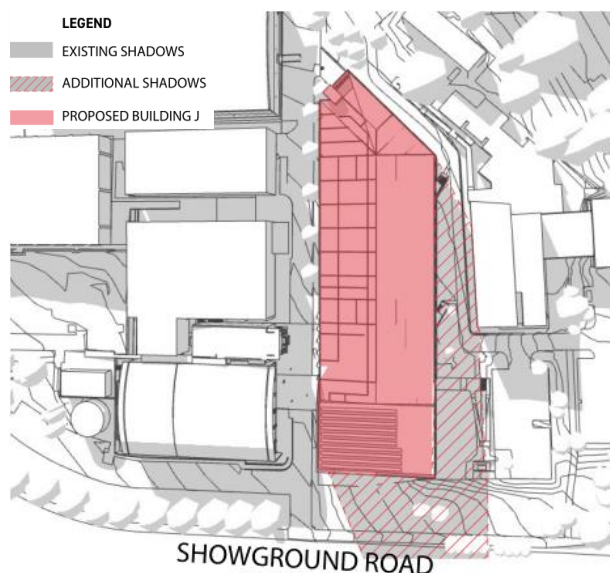 LEGEND
EXISTING SHADOWS
ADDITIONAL SHADOWS
PROPOSED BUILDING J
SHOWGROUND ROAD